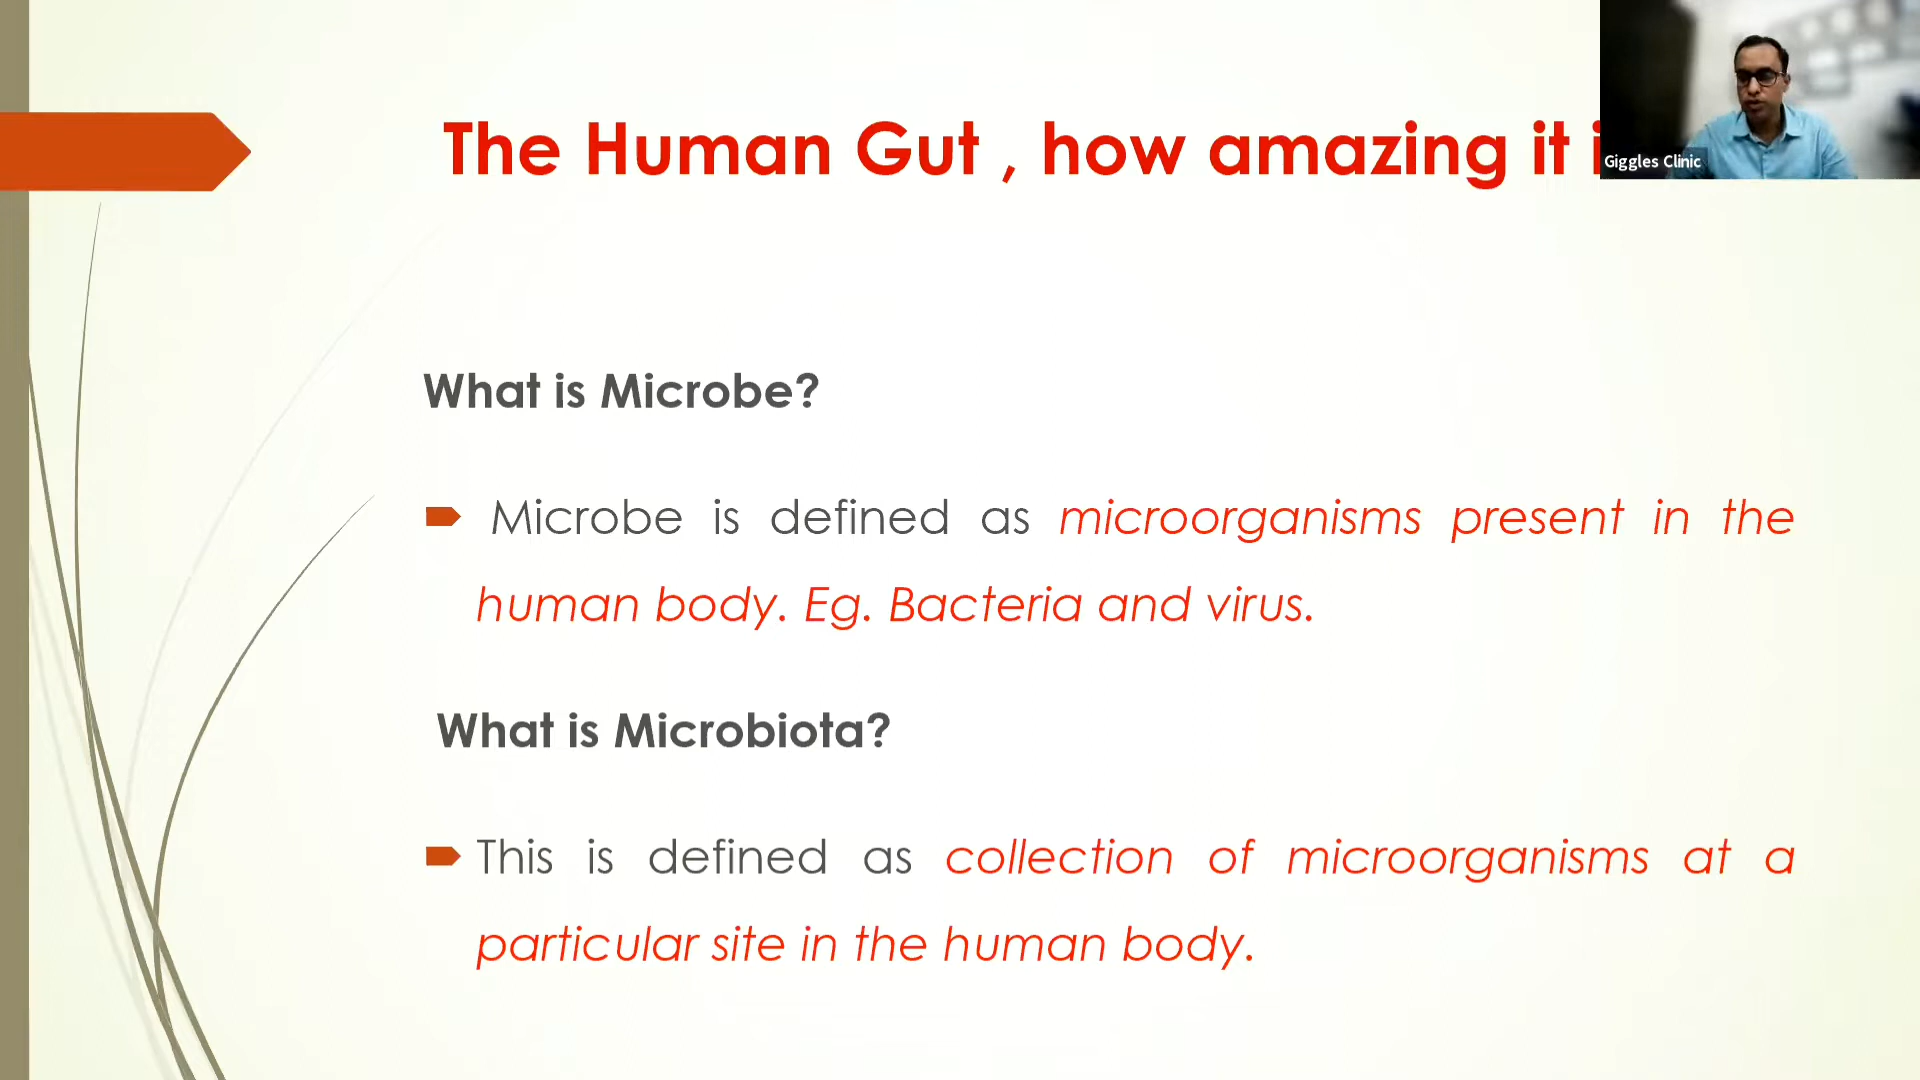 The Human Gut , how amazing it
Giggles Clinic
What is Microbe?
Microbe is defined as microorganisms present in the
human body. Eg. Bacteria and virus.
What is Microbiota?
This is defined as collection of microorganisms at a
particular site in the human body.